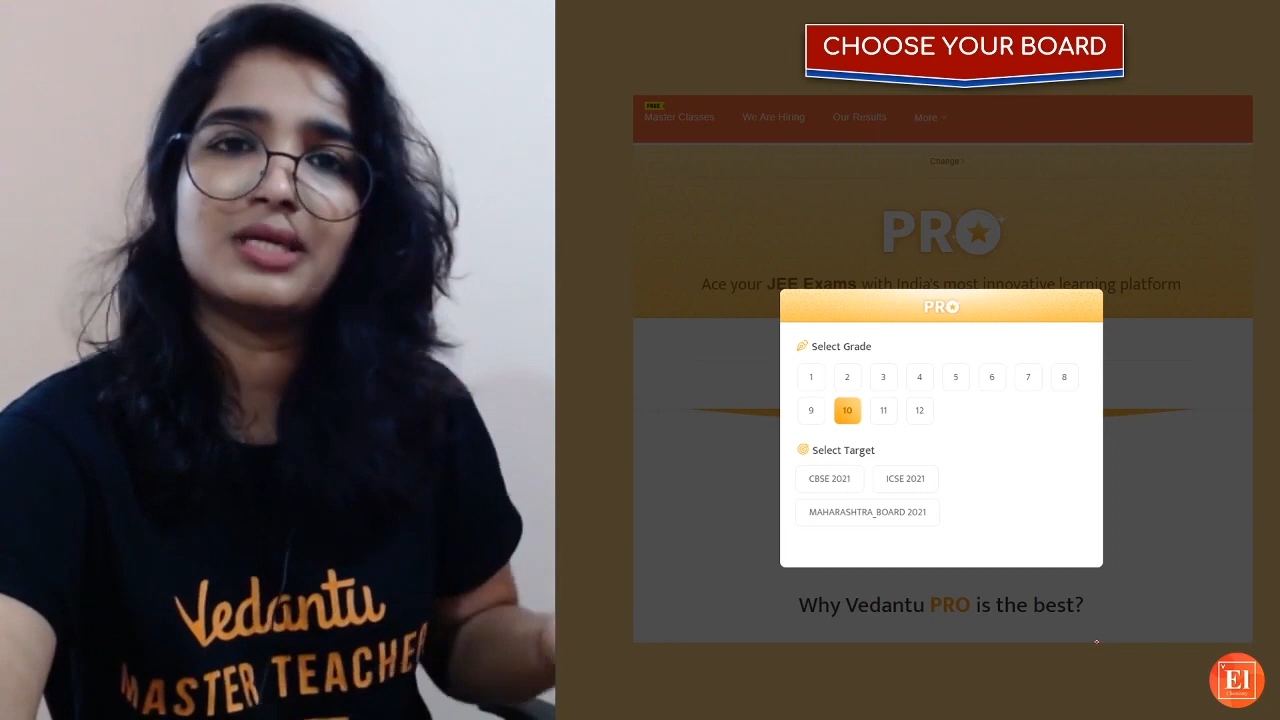 CHOOSE YOUR BOARD
FREE
Master Classes
We Are Hiring
Our Results
More
Change
PRO
Ace your JEE Exams with India's most innovative learning platform
PRO
Select Grade
1 2 3 4 5 6 7 8
9 10 11 12
Select Target
CBSE 2021
ICSE 2021
MAHARASHTRA_BOARD 2021
Why Vedantu PRO is the best?
Vedantu
MASTER TEACHER
V
El
Chemistry